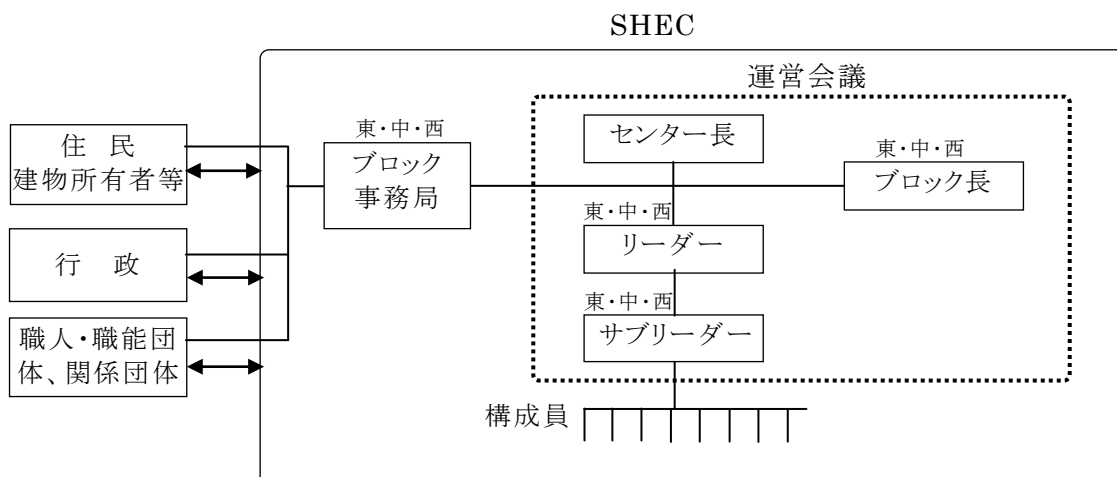 SHEC
運営会議
住 民
建物所有者等
行 政
職人・職能団
体、関係団体
東・中・西
ブロック
事務局
センター長
東・中・西
ブロック長
東・中・西
リーダー
東・中・西
サブリーダー
構成員